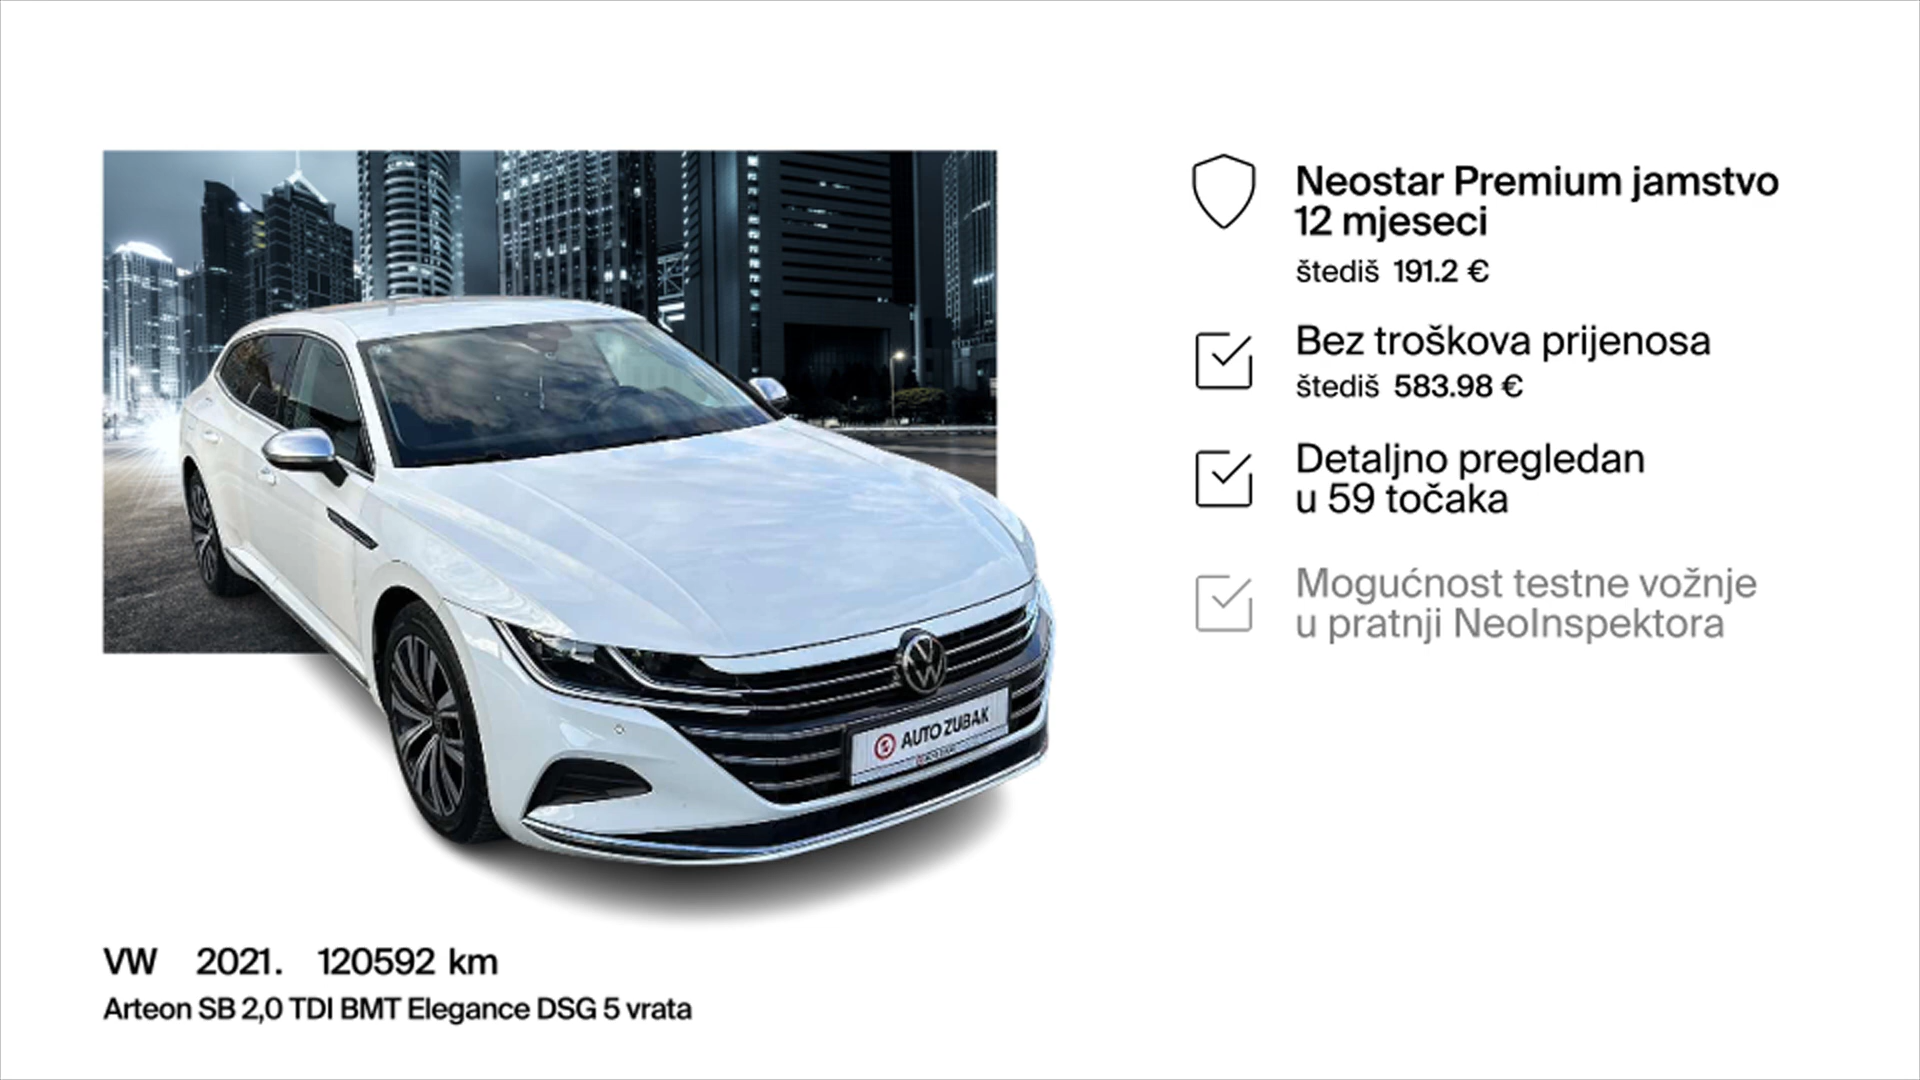 Neostar Premium jamstvo
12 mjeseci
štediš 191.2 €
Bez troškova prijenosa
štediš 583.98 €
Detaljno pregledan
u 59 točaka
Mogućnost testne vožnje
u pratnji NeoInspektora
AUTO ZUBAK
VW 2021. 120592 km
Arteon SB 2,0 TDI BMT Elegance DSG 5 vrata